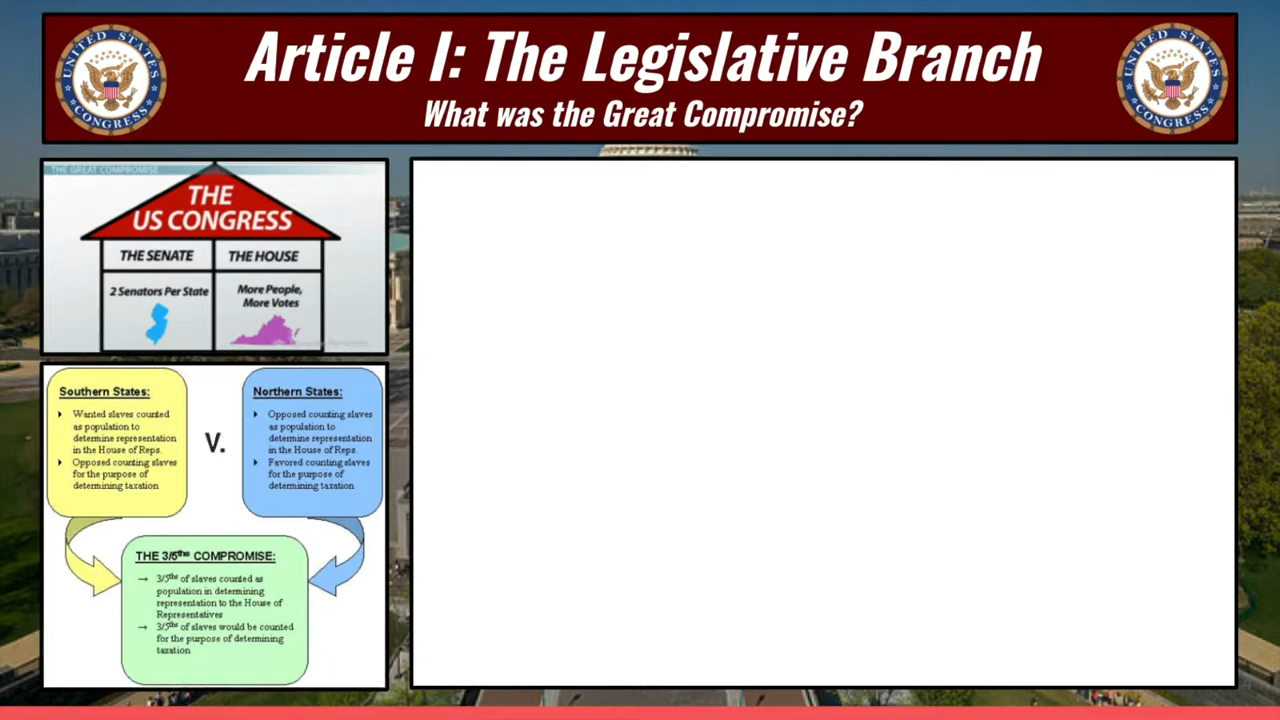 Article I: The Legislative Branch
What was the Great Compromise?
UNITED STATES
CONGRESS
UNITED STATES
CONGRESS
THE GREAT COMPROMISE
THE
US CONGRESS
THE SENATE
THE HOUSE
2 Senators Per State
More People,
More Votes
Southern States:
Wanted slaves counted
as population to
determine representation
in the House of Reps.
Opposed counting slaves
for the purpose of
determining taxation
V.
Northern States:
Opposed counting slaves
as population to
determine representation
in the House of Reps.
Favored counting slaves
for the purpose of
determining taxation
THE 3/5ths COMPROMISE:
→ 3/5ths of slaves counted as
population in determining
representation to the House of
Representatives
→ 3/5ths of slaves would be counted
for the purpose of determining
taxation